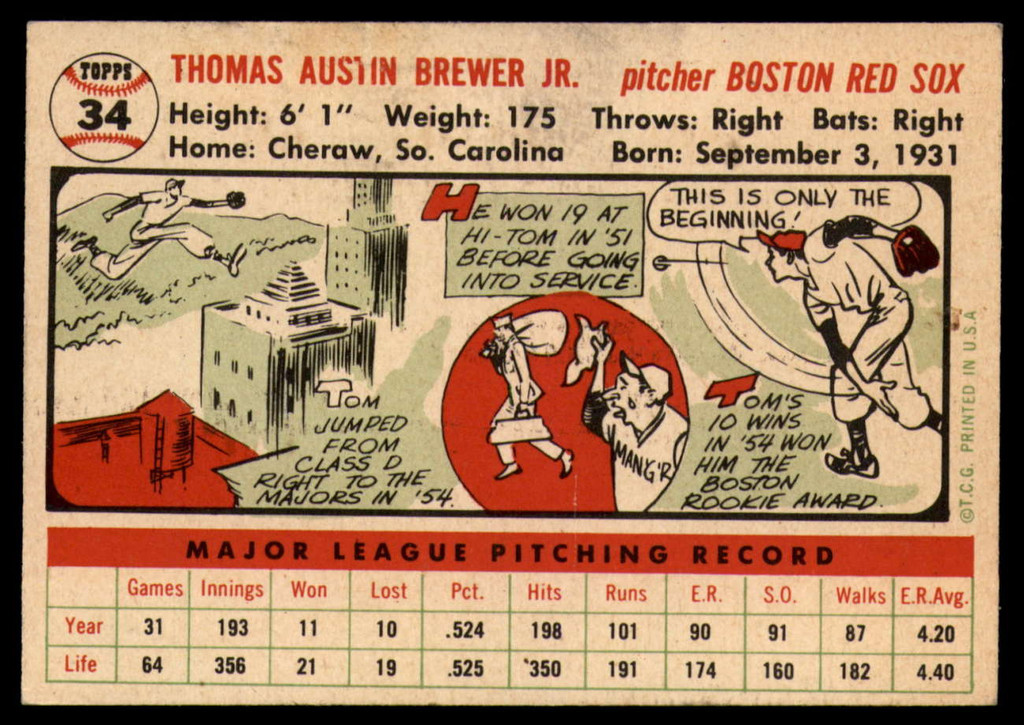 TOPPS
34
THOMAS AUSTIN BREWER JR. pitcher BOSTON RED SOX
Height: 6' 1" Weight: 175 Throws: Right Bats: Right
Home: Cheraw, So. Carolina Born: September 3, 1931
TOM
JUMPED
FROM
CLASS D
RIGHT TO THE
MAJORS IN '54.
HE WON 19 AT
HI-TOM IN '51
BEFORE GOING
INTO SERVICE.
MANG'R
THIS IS ONLY THE
BEGINNING!
TOM'S
10 WINS
IN '54 WON
HIM THE
BOSTON
ROOKIE AWARD.
©T.C.G. PRINTED IN U.S.A
MAJOR LEAGUE PITCHING RECORD
Games Innings Won Lost Pct. Hits Runs E.R. S.O. Walks E.R.Avg.
Year 31 193 11 10 .524 198 101 90 91 87 4.20
Life 64 356 21 19 .525 350 191 174 160 182 4.40